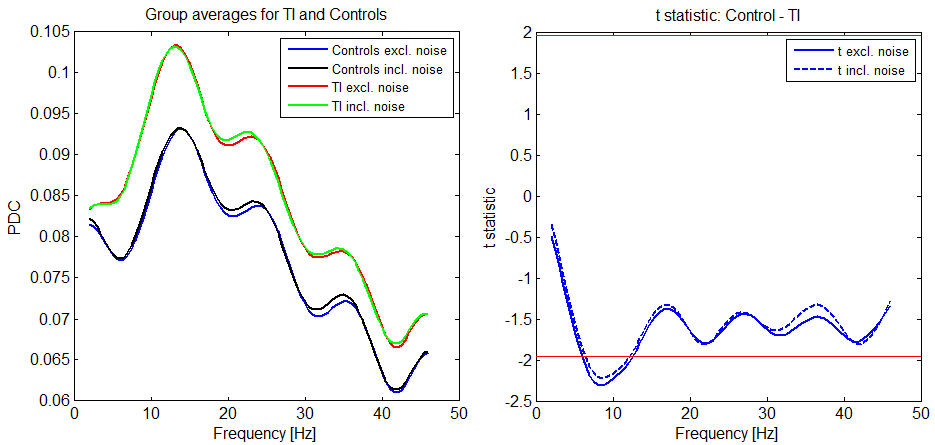 Group averages for TI and Controls
0.105
0.1
0.095
0.09
0.085
0.08
0.075
0.07
0.065
0.06
PDC
Controls excl. noise
Controls incl. noise
TI excl. noise
TI incl. noise
0 10 20 30 40 50
Frequency [Hz]
t statistic: Control - TI
2
1.5
1
0.5
0
-0.5
-1
-1.5
-2
-2.5
t statistic
t excl. noise
t incl. noise
0 10 20 30 40 50
Frequency [Hz]